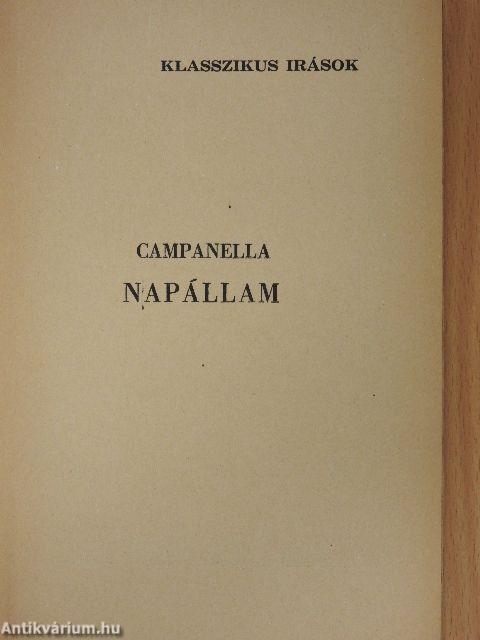 KLASSZIKUS IRÁSOK
CAMPANELLA
NAPÁLLAM
Antikvárium.hu